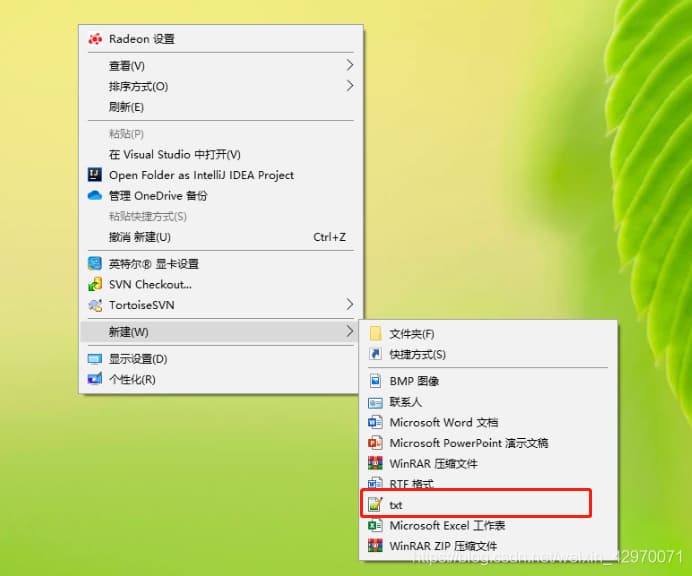 Radeon 设置
查看(V)
排序方式(O)
刷新(E)
粘贴(P)
在 Visual Studio 中打开(V)
Open Folder as IntelliJ IDEA Project
管理 OneDrive 备份
粘贴快捷方式(S)
撤消 新建(U) Ctrl+Z
英特尔® 显卡设置
SVN Checkout...
TortoiseSVN
新建(W)
显示设置(D)
个性化(R)
文件夹(F)
快捷方式(S)
BMP 图像
联系人
Microsoft Word 文档
Microsoft PowerPoint 演示文稿
WinRAR 压缩文件
RTF 格式
txt
Microsoft Excel 工作表
WinRAR ZIP 压缩文件
https://blog.csdn.net/weixin_42970071